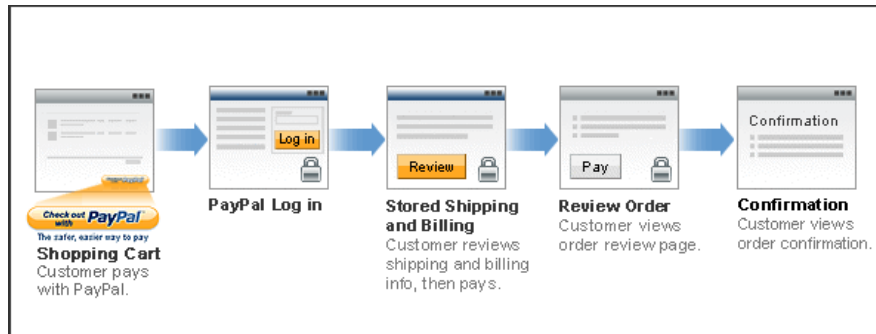 Log in
Review
Pay
Confirmation
Check out with PayPal
The safer, easier way to pay
Shopping Cart
Customer pays
with PayPal.
PayPal Log in
Stored Shipping
and Billing
Customer reviews
shipping and billing
info, then pays.
Review Order
Customer views
order review page.
Confirmation
Customer views
order confirmation.